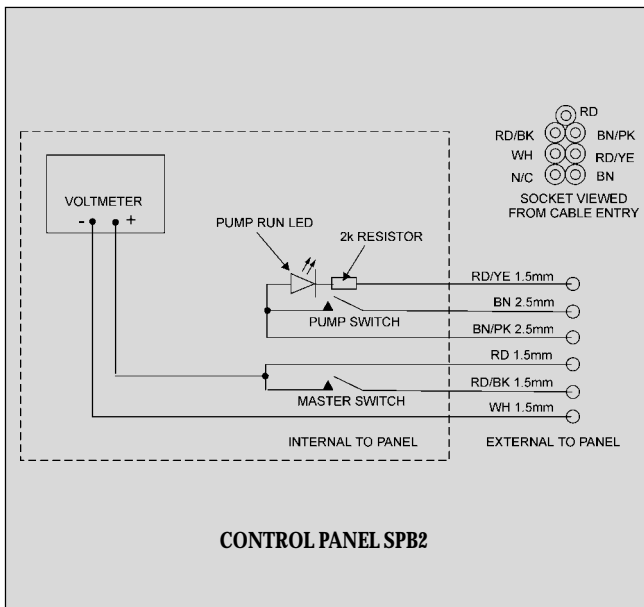 RD
RD/BK
BN/PK
WH
RD/YE
N/C
BN
SOCKET VIEWED
FROM CABLE ENTRY
VOLTMETER
- +
PUMP RUN LED
2k RESISTOR
RD/YE 1.5mm
BN 2.5mm
PUMP SWITCH
BN/PK 2.5mm
RD 1.5mm
RD/BK 1.5mm
MASTER SWITCH
WH 1.5mm
INTERNAL TO PANEL
EXTERNAL TO PANEL
CONTROL PANEL SPB2